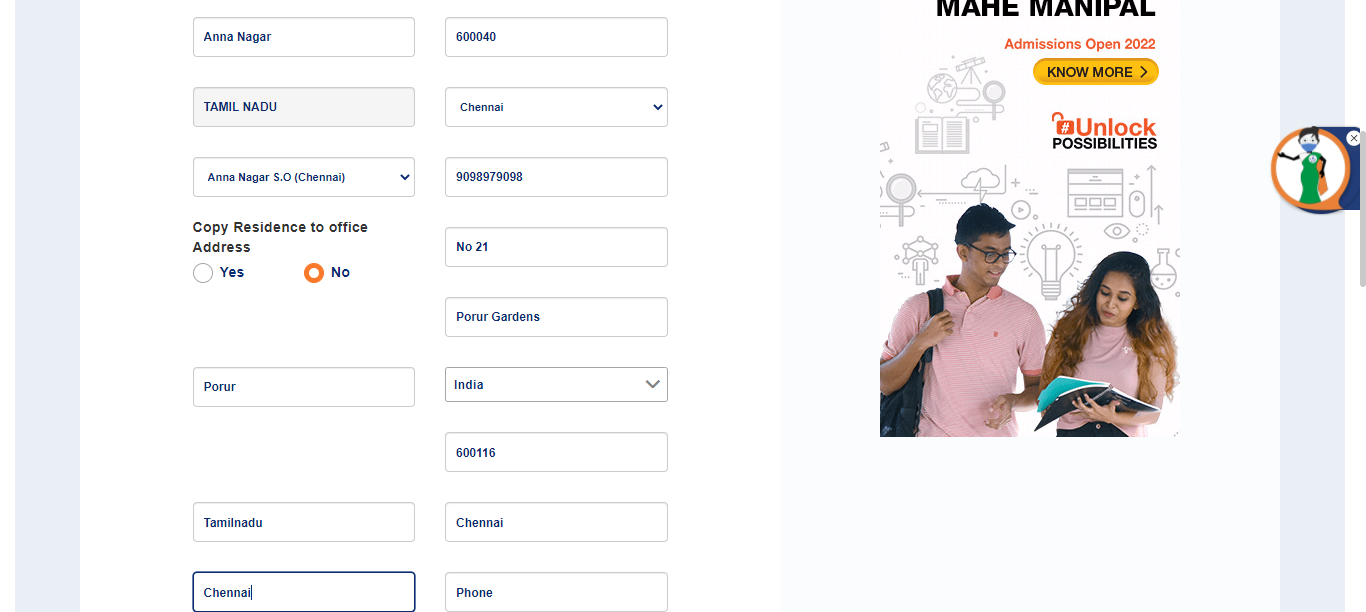 Anna Nagar
600040
TAMIL NADU
Chennai
Anna Nagar S.O (Chennai)
9098979098
Copy Residence to office
Address
Yes
No
No 21
Porur Gardens
Porur
India
600116
Tamilnadu
Chennai
Chennai
Phone
MAHE MANIPAL
Admissions Open 2022
KNOW MORE >
#Unlock
POSSIBILITIES